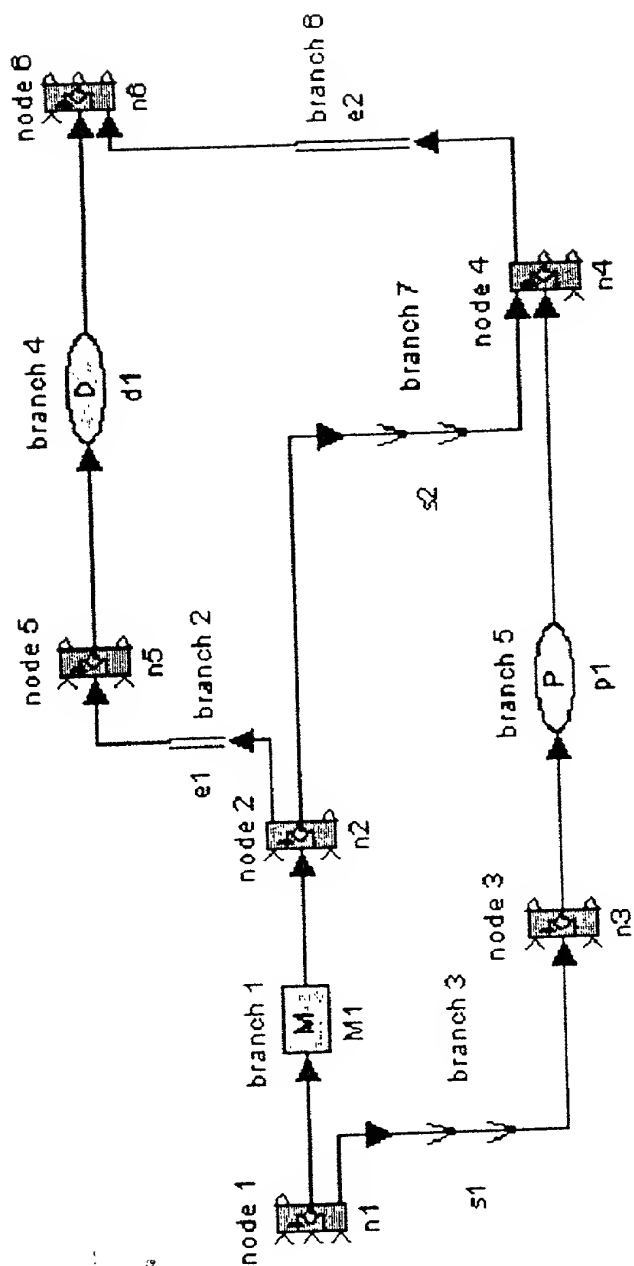 node 6
n6
branch 4
D
d1
branch 6
e2
node 5
n5
branch 2
e1
branch 7
s2
node 4
n4
node 2
n2
branch 5
P
p1
branch 1
M
M1
node 3
n3
node 1
n1
branch 3
s1